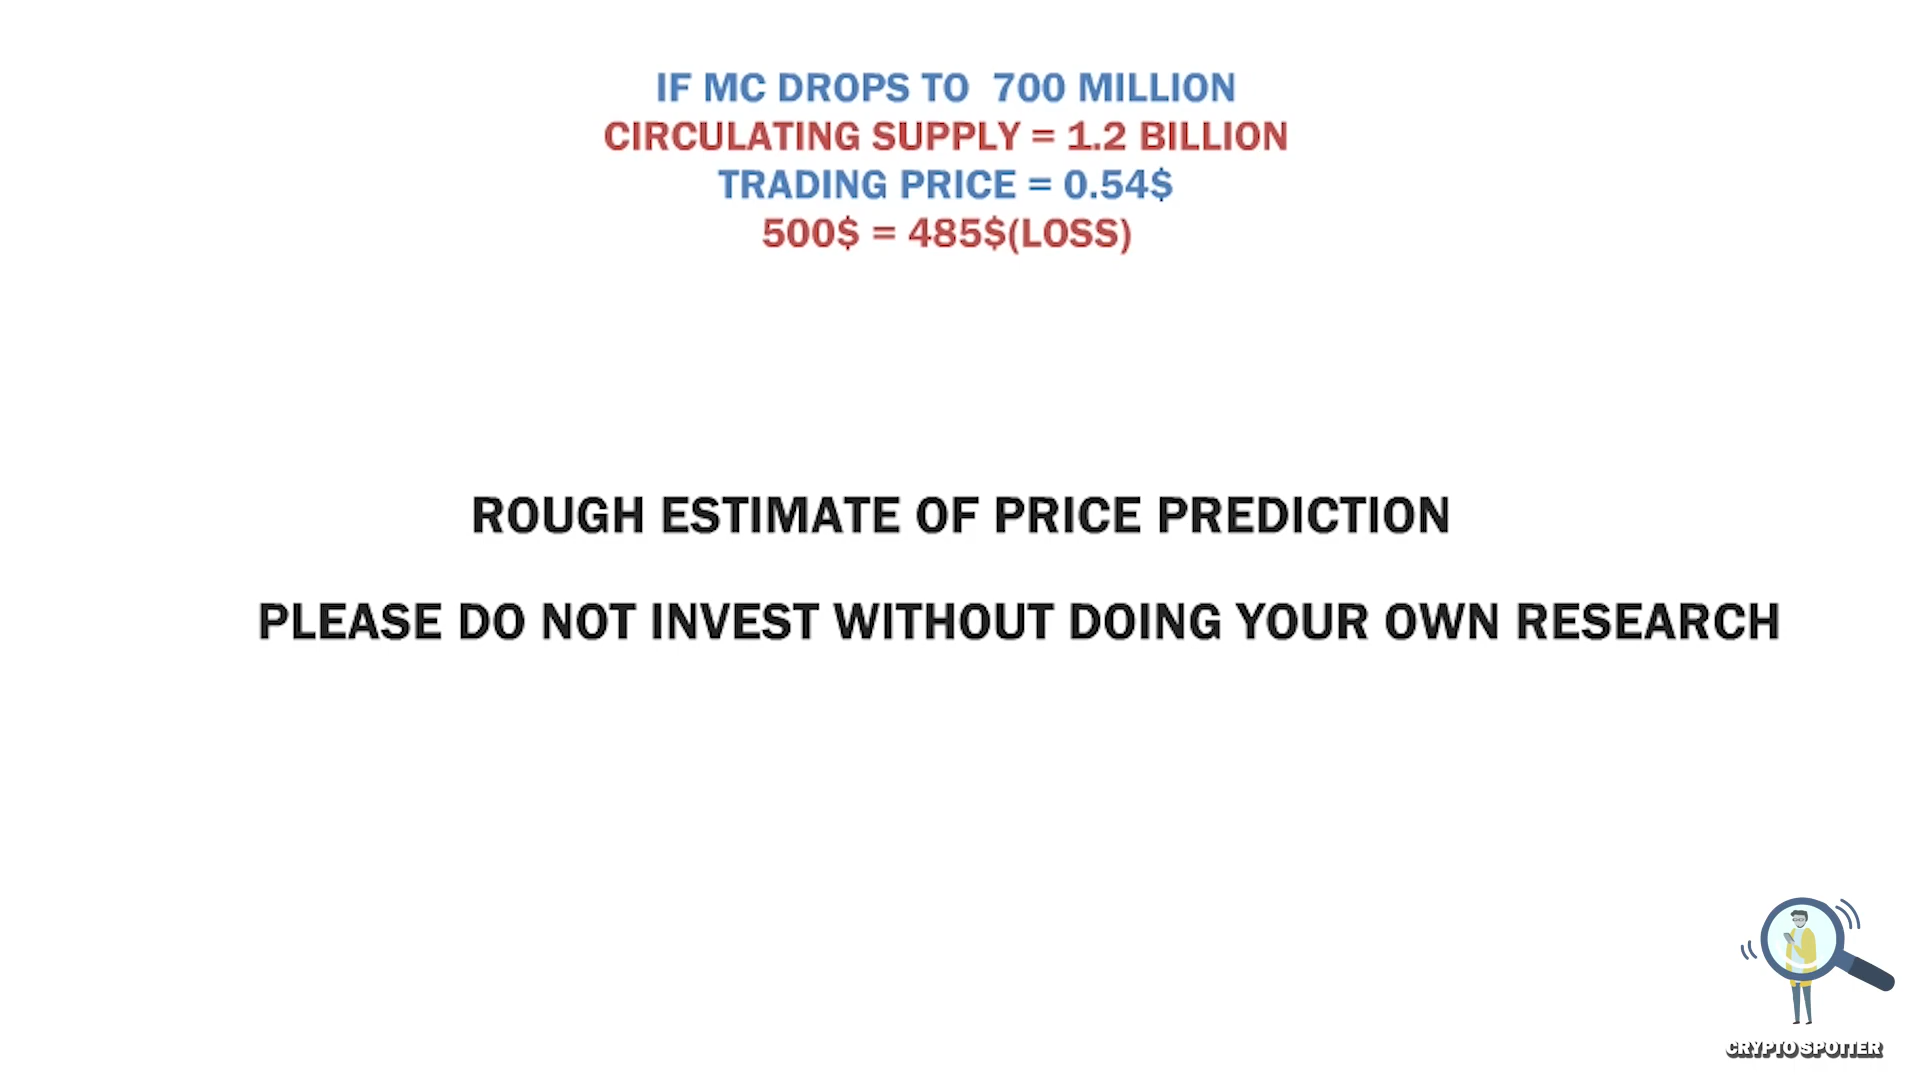 IF MC DROPS TO 700 MILLION
CIRCULATING SUPPLY = 1.2 BILLION
TRADING PRICE = 0.54$
500$ = 485$(LOSS)
ROUGH ESTIMATE OF PRICE PREDICTION
PLEASE DO NOT INVEST WITHOUT DOING YOUR OWN RESEARCH
CRYPTO SPOTTER